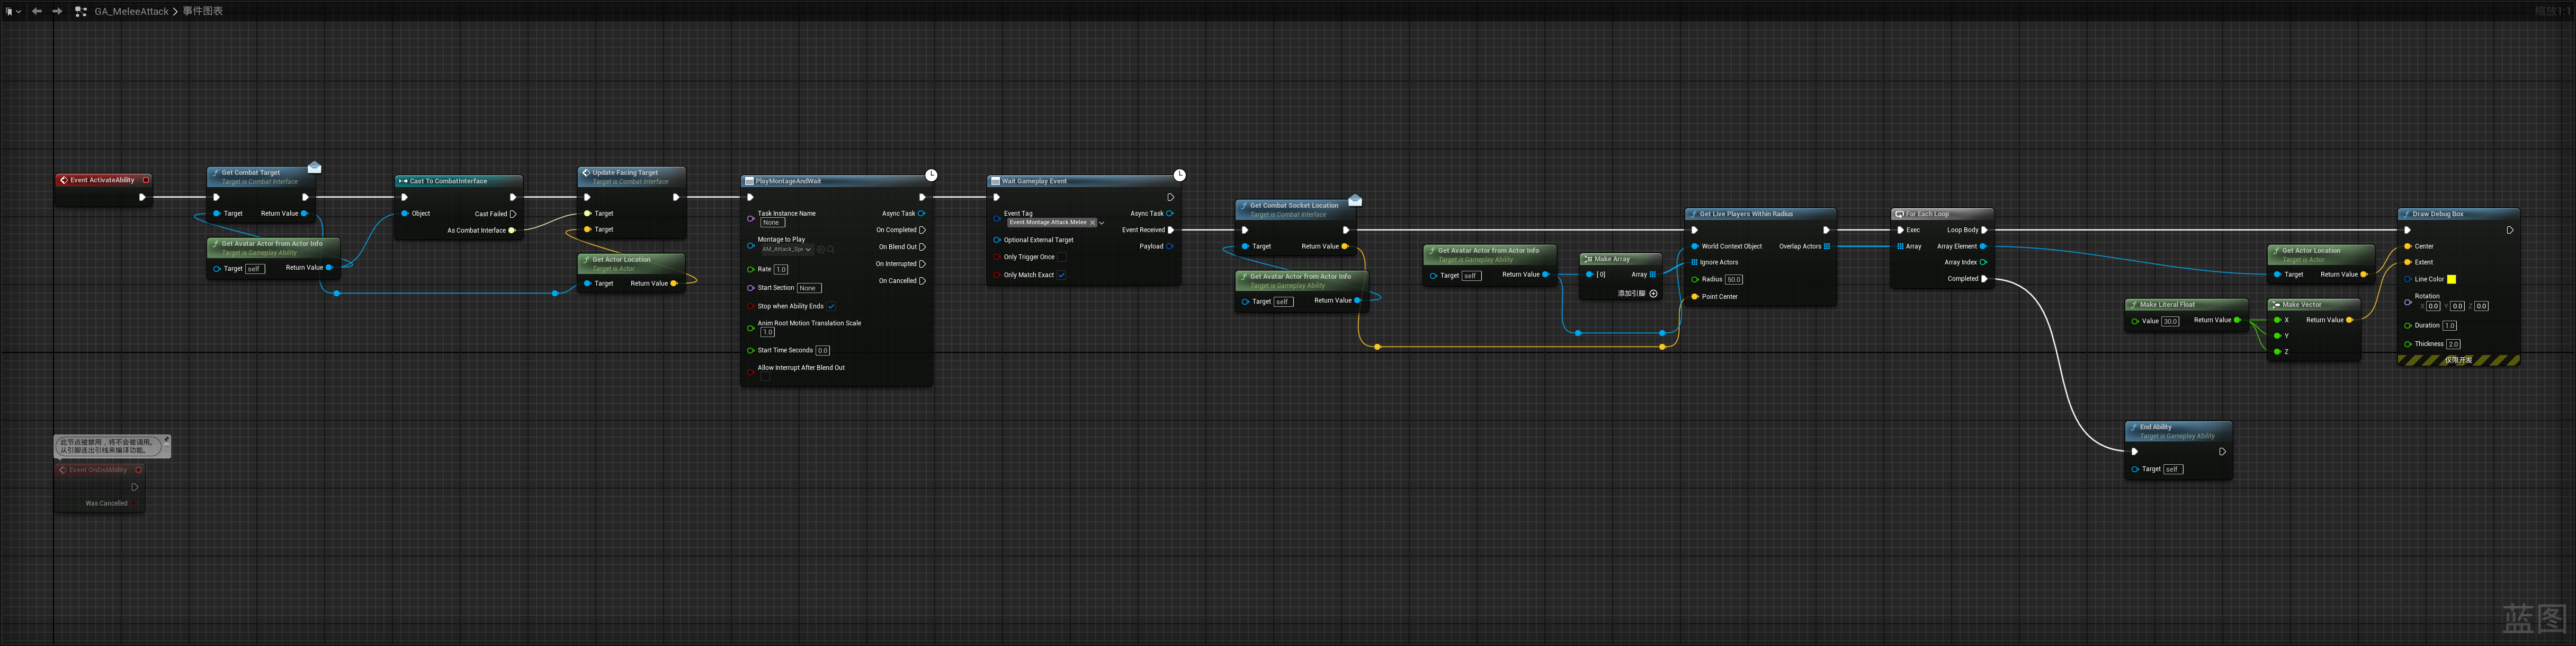 GA_MeleeAttack > 事件图表
缩放1:1
Event ActivateAbility
Get Combat Target
Target is Combat Interface
Target
Return Value
Get Avatar Actor from Actor Info
Target is Gameplay Ability
Target self
Return Value
Cast To CombatInterface
Object
Cast Failed
As Combat Interface
Update Facing Target
Target is Combat Interface
Target
Target
Get Actor Location
Target is Actor
Target
Return Value
PlayMontageAndWait
Task Instance Name
None
Montage to Play
AM_Attack_Spe
Rate 1.0
Start Section None
Stop when Ability Ends
Anim Root Motion Translation Scale
1.0
Start Time Seconds 0.0
Allow Interrupt After Blend Out
Async Task
On Completed
On Blend Out
On Interrupted
On Cancelled
Wait Gameplay Event
Event Tag
Event Montage Attack Melee
Optional External Target
Only Trigger Once
Only Match Exact
Async Task
Event Received
Payload
Get Combat Socket Location
Target is Combat Interface
Target
Return Value
Get Avatar Actor from Actor Info
Target is Gameplay Ability
Target self
Return Value
Get Avatar Actor from Actor Info
Target is Gameplay Ability
Target self
Return Value
Make Array
[0]
Array
添加引脚
Get Live Players Within Radius
World Context Object
Ignore Actors
Radius 50.0
Point Center
Overlap Actors
For Each Loop
Exec
Array
Loop Body
Array Element
Array Index
Completed
Get Actor Location
Target is Actor
Target
Return Value
Make Literal Float
Value 30.0
Return Value
Make Vector
X
Y
Z
Return Value
Draw Debug Box
Center
Extent
Line Color
Rotation
X 0.0 Y 0.0 Z 0.0
Duration 1.0
Thickness 2.0
仅限开发
End Ability
Target is Gameplay Ability
Target self
此节点被禁用，将不会被调用。
从引脚连出引线来编译功能。
Event OnEndAbility
Was Cancelled
蓝图